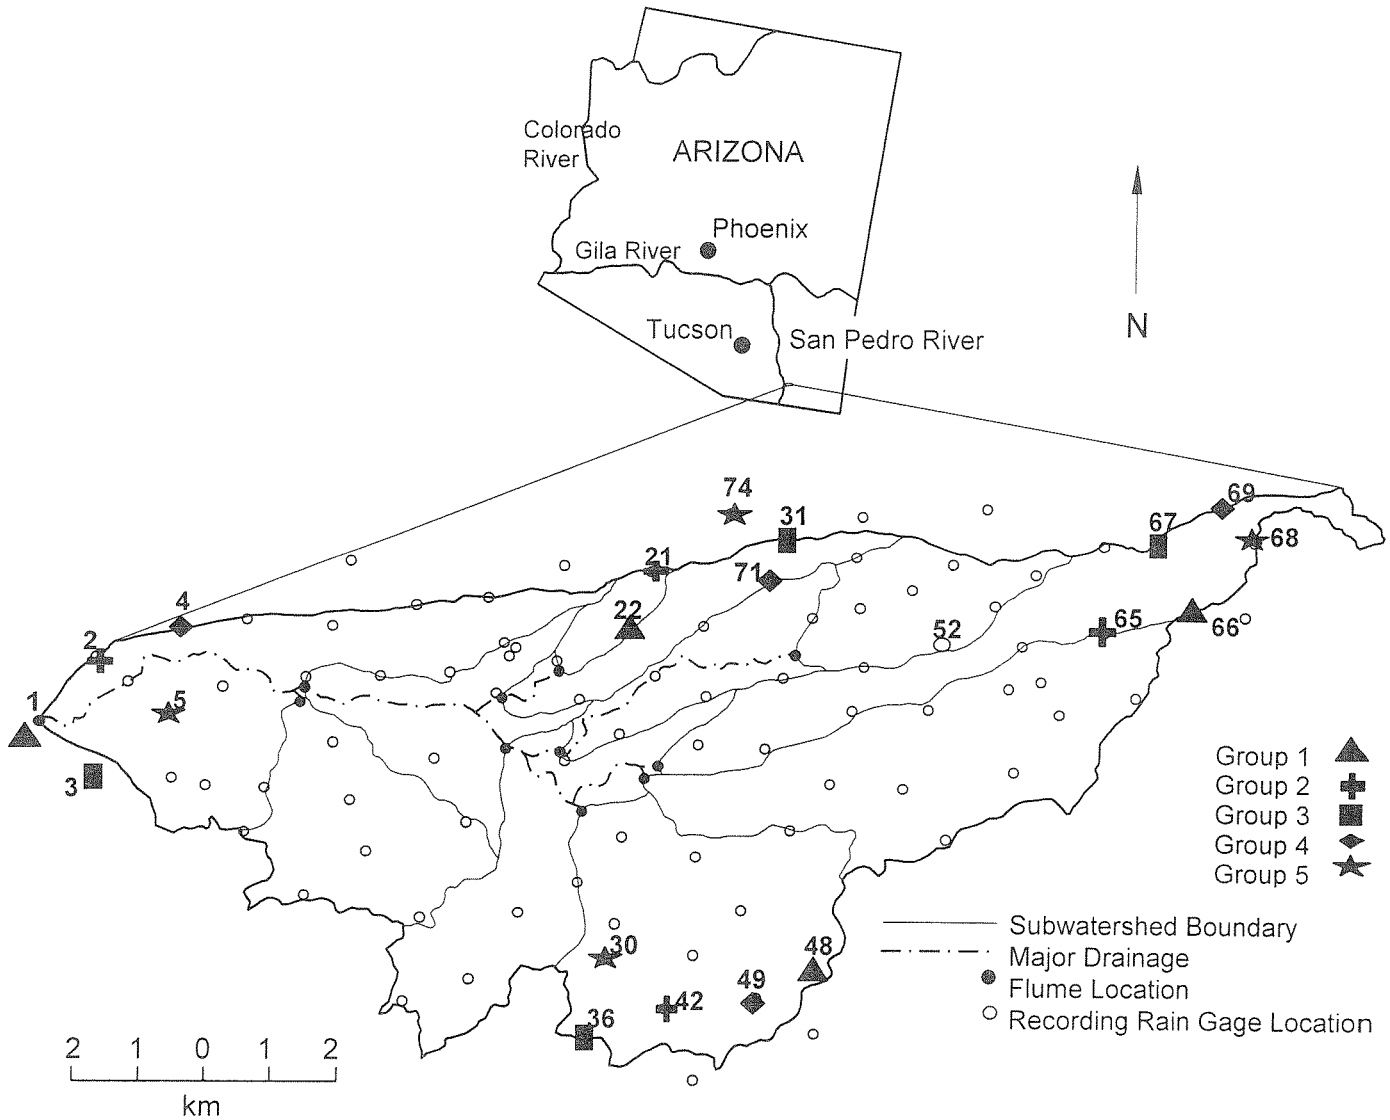 Colorado
River
ARIZONA
Phoenix
Gila River
Tucson
San Pedro River
N
74
69
31
67
68
21
71
4
22
2
52
65
66
5
1
3
Group 1
Group 2
Group 3
Group 4
Group 5
Subwatershed Boundary
Major Drainage
Flume Location
Recording Rain Gage Location
30
48
49
42
36
2 1 0 1 2
km